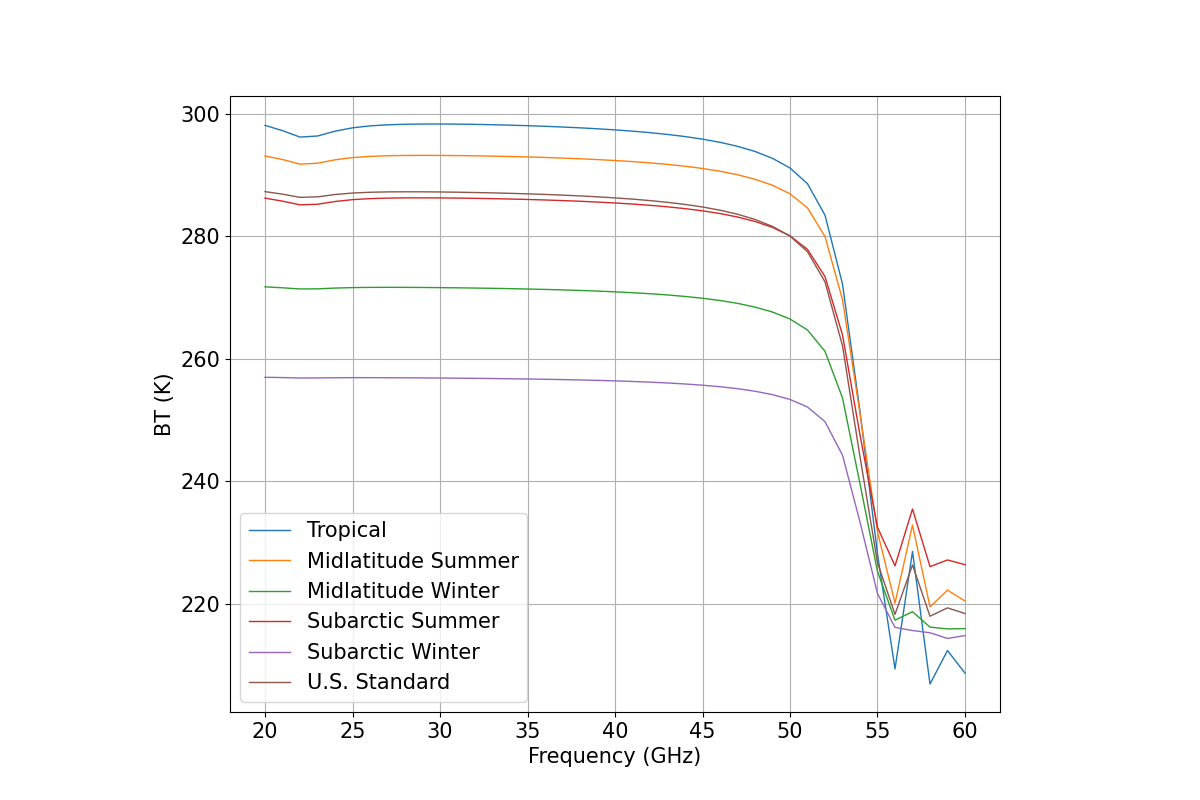 300
280
260
240
220
BT (K)
Tropical
Midlatitude Summer
Midlatitude Winter
Subarctic Summer
Subarctic Winter
U.S. Standard
20 25 30 35 40 45 50 55 60
Frequency (GHz)